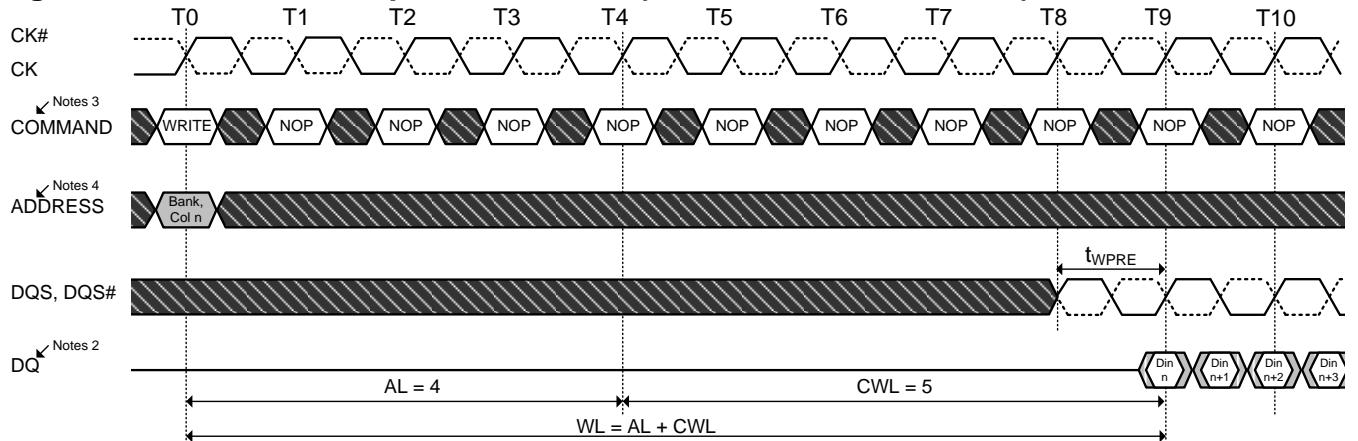 T0 T1 T2 T3 T4 T5 T6 T7 T8 T9 T10
CK#
CK
Notes 3
COMMAND WRITE NOP NOP NOP NOP NOP NOP NOP NOP NOP NOP
Notes 4
ADDRESS
Bank,
Col n
tWPRE
DQS, DQS#
Notes 2
DQ
Din n Din n+1 Din n+2 Din n+3
AL = 4 CWL = 5
WL = AL + CWL